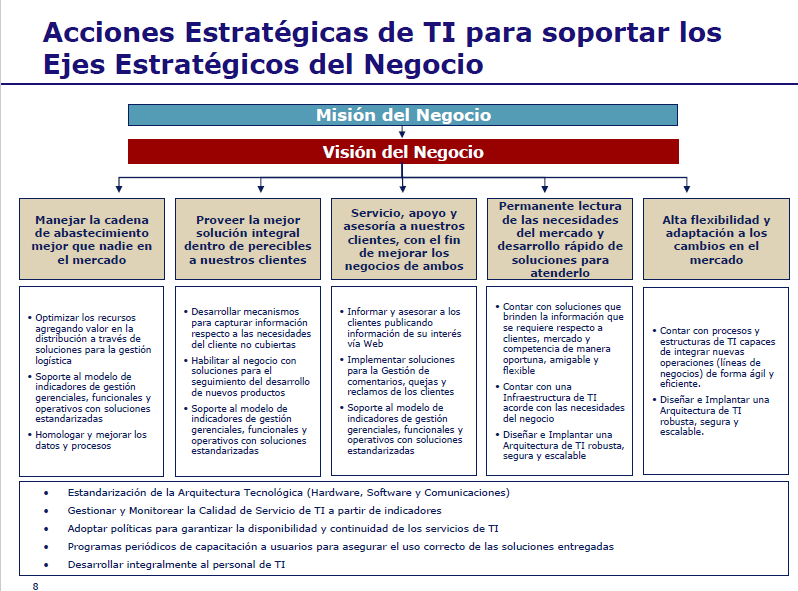 Acciones Estratégicas de TI para soportar los
Ejes Estratégicos del Negocio
Misión del Negocio
Visión del Negocio
Manejar la cadena
de abastecimiento
mejor que nadie en
el mercado
Proveer la mejor
solución integral
dentro de perecibles
a nuestros clientes
Servicio, apoyo y
asesoría a nuestros
clientes, con el fin
de mejorar los
negocios de ambos
Permanente lectura
de las necesidades
del mercado y
desarrollo rápido de
soluciones para
atenderlo
Alta flexibilidad y
adaptación a los
cambios en el
mercado
• Optimizar los recursos
agregando valor en la
distribución a través de
soluciones para la gestión
logística
• Soporte al modelo de
indicadores de gestión
gerenciales, funcionales y
operativos con soluciones
estandarizadas
• Homologar y mejorar los
datos y procesos
• Desarrollar mecanismos
para capturar información
respecto a las necesidades
del cliente no cubiertas
• Habilitar al negocio con
soluciones para el
seguimiento del desarrollo
de nuevos productos
• Soporte al modelo de
indicadores de gestión
gerenciales, funcionales y
operativos con soluciones
estandarizadas
• Informar y asesorar a los
clientes publicando
información de su interés
vía Web
• Implementar soluciones
para la Gestión de
comentarios, quejas y
reclamos de los clientes
• Soporte al modelo de
indicadores de gestión
gerenciales, funcionales y
operativos con soluciones
estandarizadas
• Contar con soluciones que
brinden la información que
se requiere respecto a
clientes, mercado y
competencia de manera
oportuna, amigable y
flexible
• Contar con una
Infraestructura de TI
acorde con las necesidades
del negocio
• Diseñar e Implantar una
Arquitectura de TI robusta,
segura y escalable
• Contar con procesos y
estructuras de TI capaces
de integrar nuevas
operaciones (líneas de
negocios) de forma ágil y
eficiente.
• Diseñar e Implantar una
Arquitectura de TI
robusta, segura y
escalable.
• Estandarización de la Arquitectura Tecnológica (Hardware, Software y Comunicaciones)
• Gestionar y Monitorear la Calidad de Servicio de TI a partir de indicadores
• Adoptar políticas para garantizar la disponibilidad y continuidad de los servicios de TI
• Programas periódicos de capacitación a usuarios para asegurar el uso correcto de las soluciones entregadas
• Desarrollar integralmente al personal de TI
8